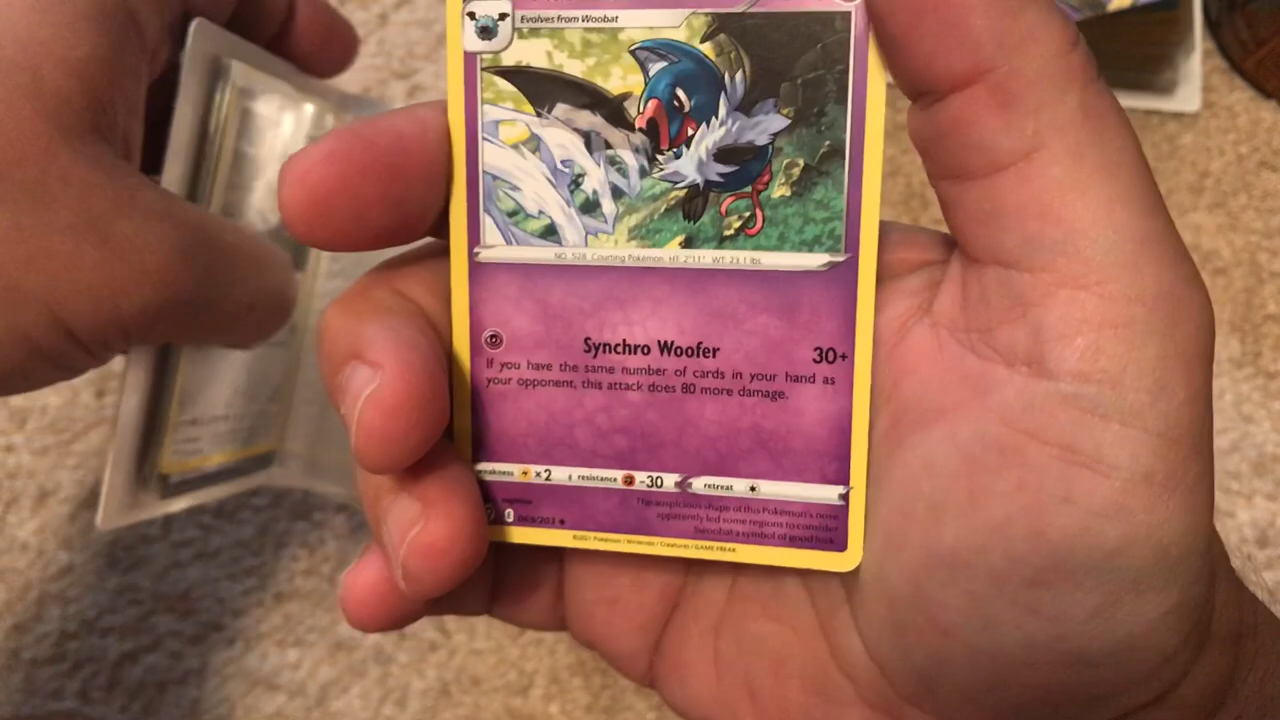 Evolves from Woobat
NO. 528 Courting Pokémon HT: 2'11" WT: 23.1 lbs.
Synchro Woofer 30+
If you have the same number of cards in your hand as
your opponent, this attack does 80 more damage.
weakness ×2 resistance -30 retreat
The auspicious shape of this Pokémon's nose
apparently led some regions to consider
Swoobat a symbol of good luck.
E 069/203
©2021 Pokémon / Nintendo / Creatures / GAME FREAK